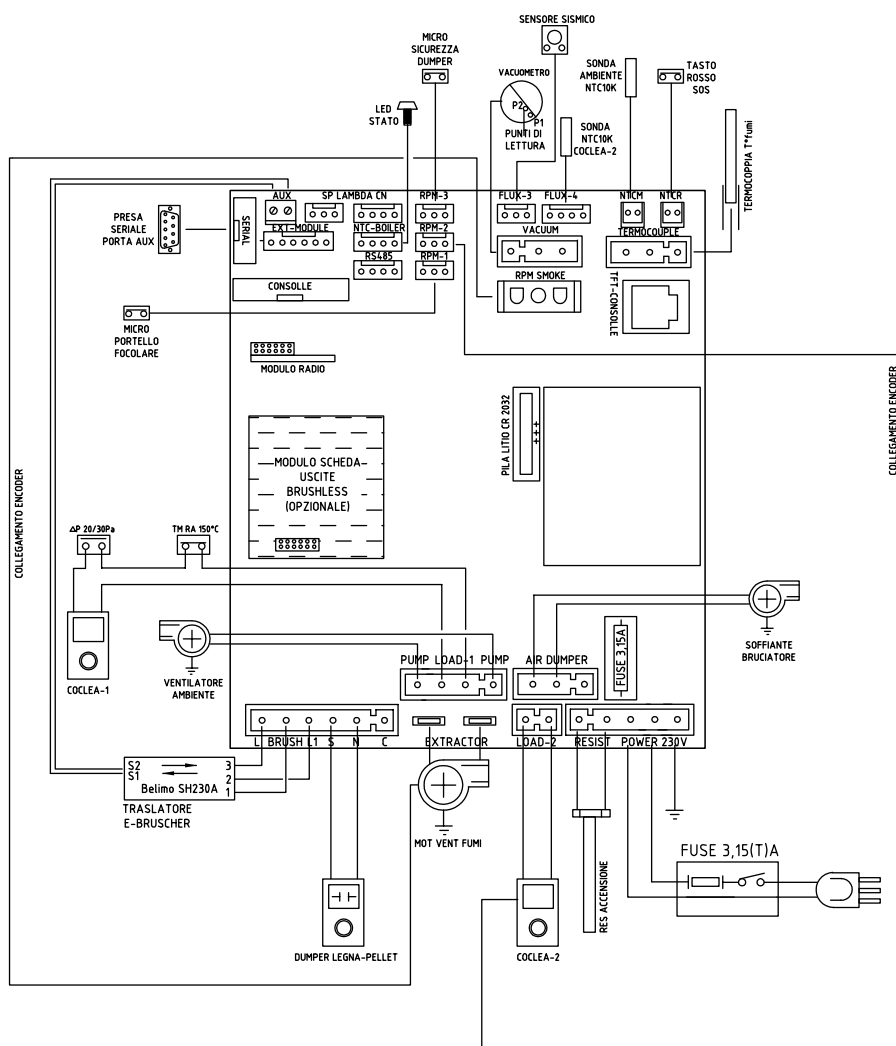 SENSORE SISMICO
MICRO
SICUREZZA
DUMPER
VACUOMETRO
P2
P1
PUNTI DI
LETTURA
SONDA
AMBIENTE
NTC10K
TASTO
ROSSO
SOS
LED
STATO
SONDA
NTC10K
COCLEA-2
TERMOCOPPIA T°fumi
AUX
SP LAMBDA CN
RPM-3
FLUX-3
FLUX-4
NTCM
NTCR
PRESA
SERIALE
PORTA AUX
SERIAL
EXT-MODULE
NTC-BOILER
RPM-2
VACUUM
TERMOCOUPLE
RS485
RPM-1
CONSOLLE
RPM SMOKE
TFT-CONSOLLE
MICRO
PORTELLO
FOCOLARE
MODULO RADIO
COLLEGAMENTO ENCODER
PILA LITIO CR 2032
+++
MODULO SCHEDA
USCITE
BRUSHLESS
(OPZIONALE)
COLLEGAMENTO ENCODER
ΔP 20/30Pa
TM RA 150°C
COCLEA-1
VENTILATORE
AMBIENTE
SOFFIANTE
BRUCIATORE
PUMP LOAD-1 PUMP
AIR DUMPER
FUSE 3,15A
L BRUSH L1 S N C
EXTRACTOR
LOAD-2
RESIST
POWER 230V
S2
S1
3
2
1
Belimo SH230A
TRASLATORE
E-BRUSCHER
MOT VENT FUMI
FUSE 3,15(T)A
RES ACCENSIONE
DUMPER LEGNA-PELLET
COCLEA-2